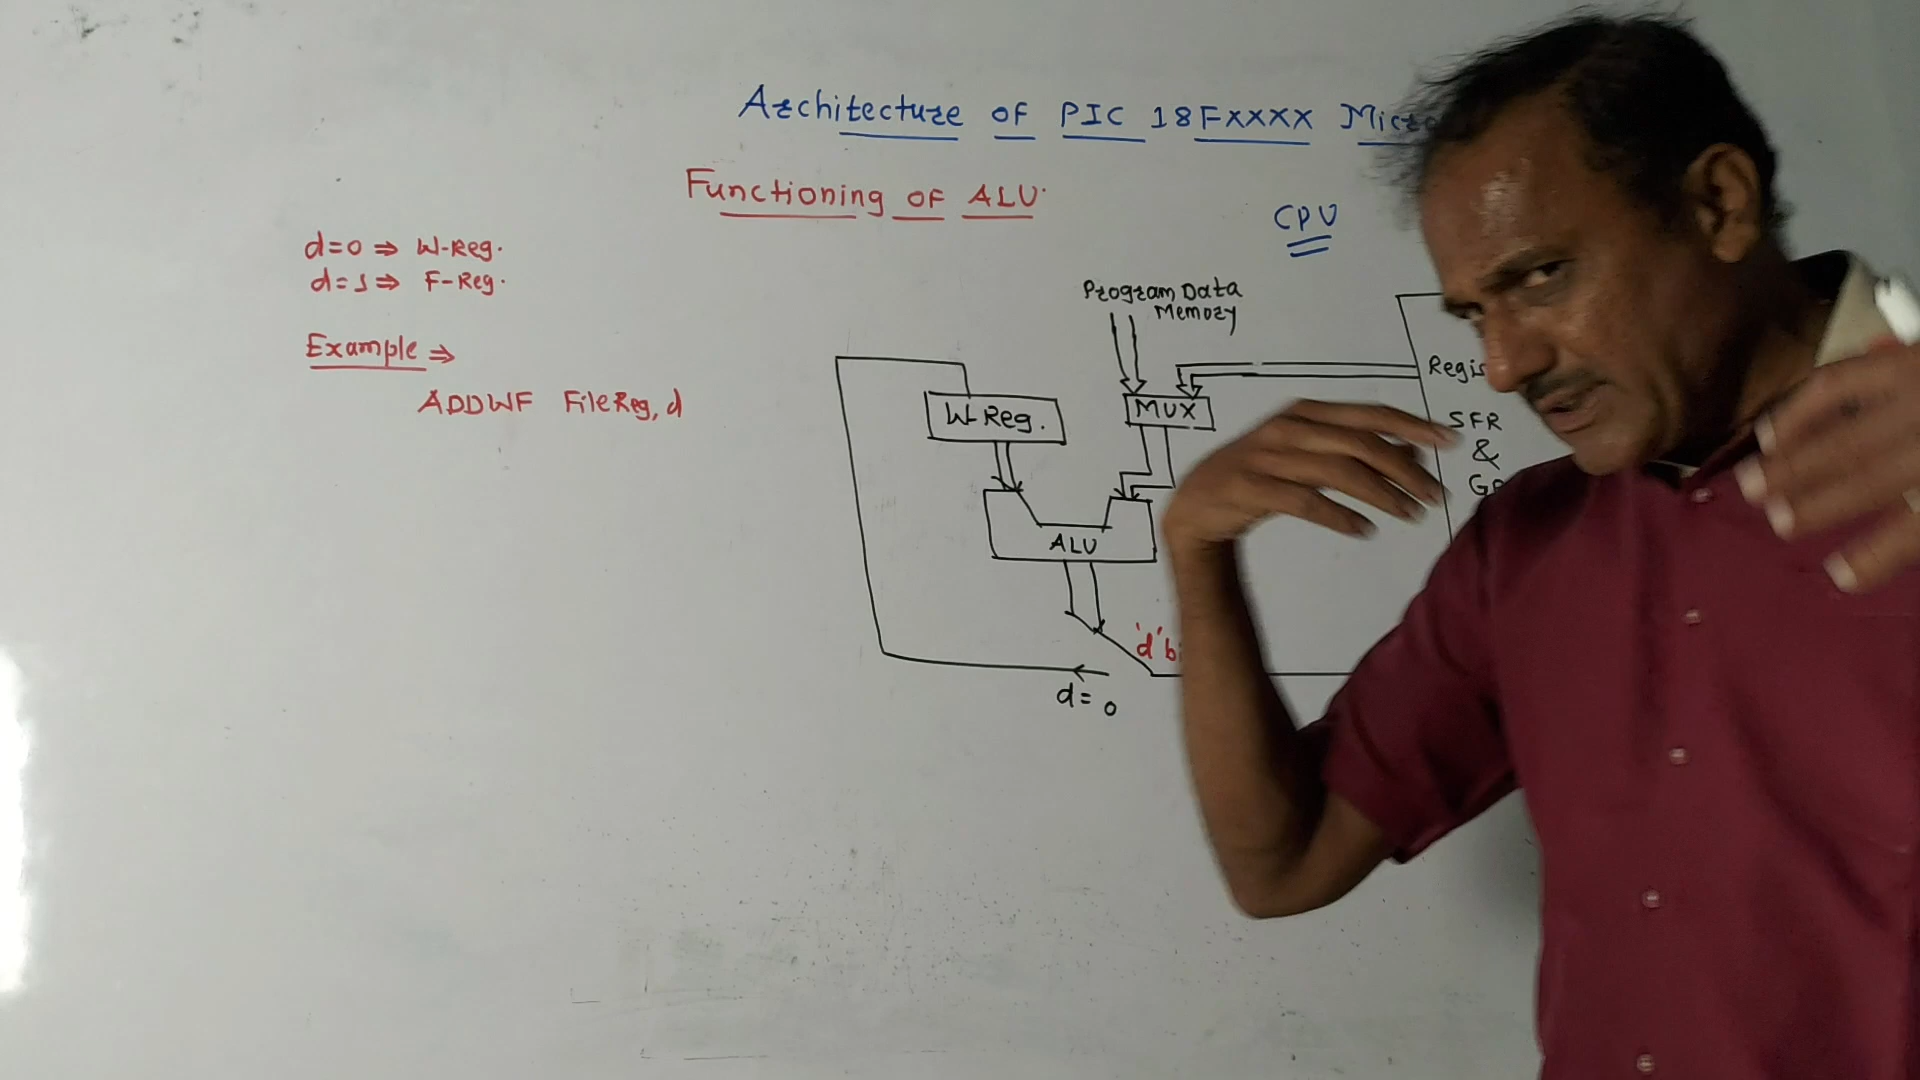 Architecture of PIC 18FXXXX
Functioning of ALU
CPU
d=0 ⇒ W-Reg.
d=1 ⇒ F-Reg.
Example ⇒
ADDWF FileReg, d
Program Data
Memory
W-Reg.
MUX
SFR
&
ALU
'd'
d= 0